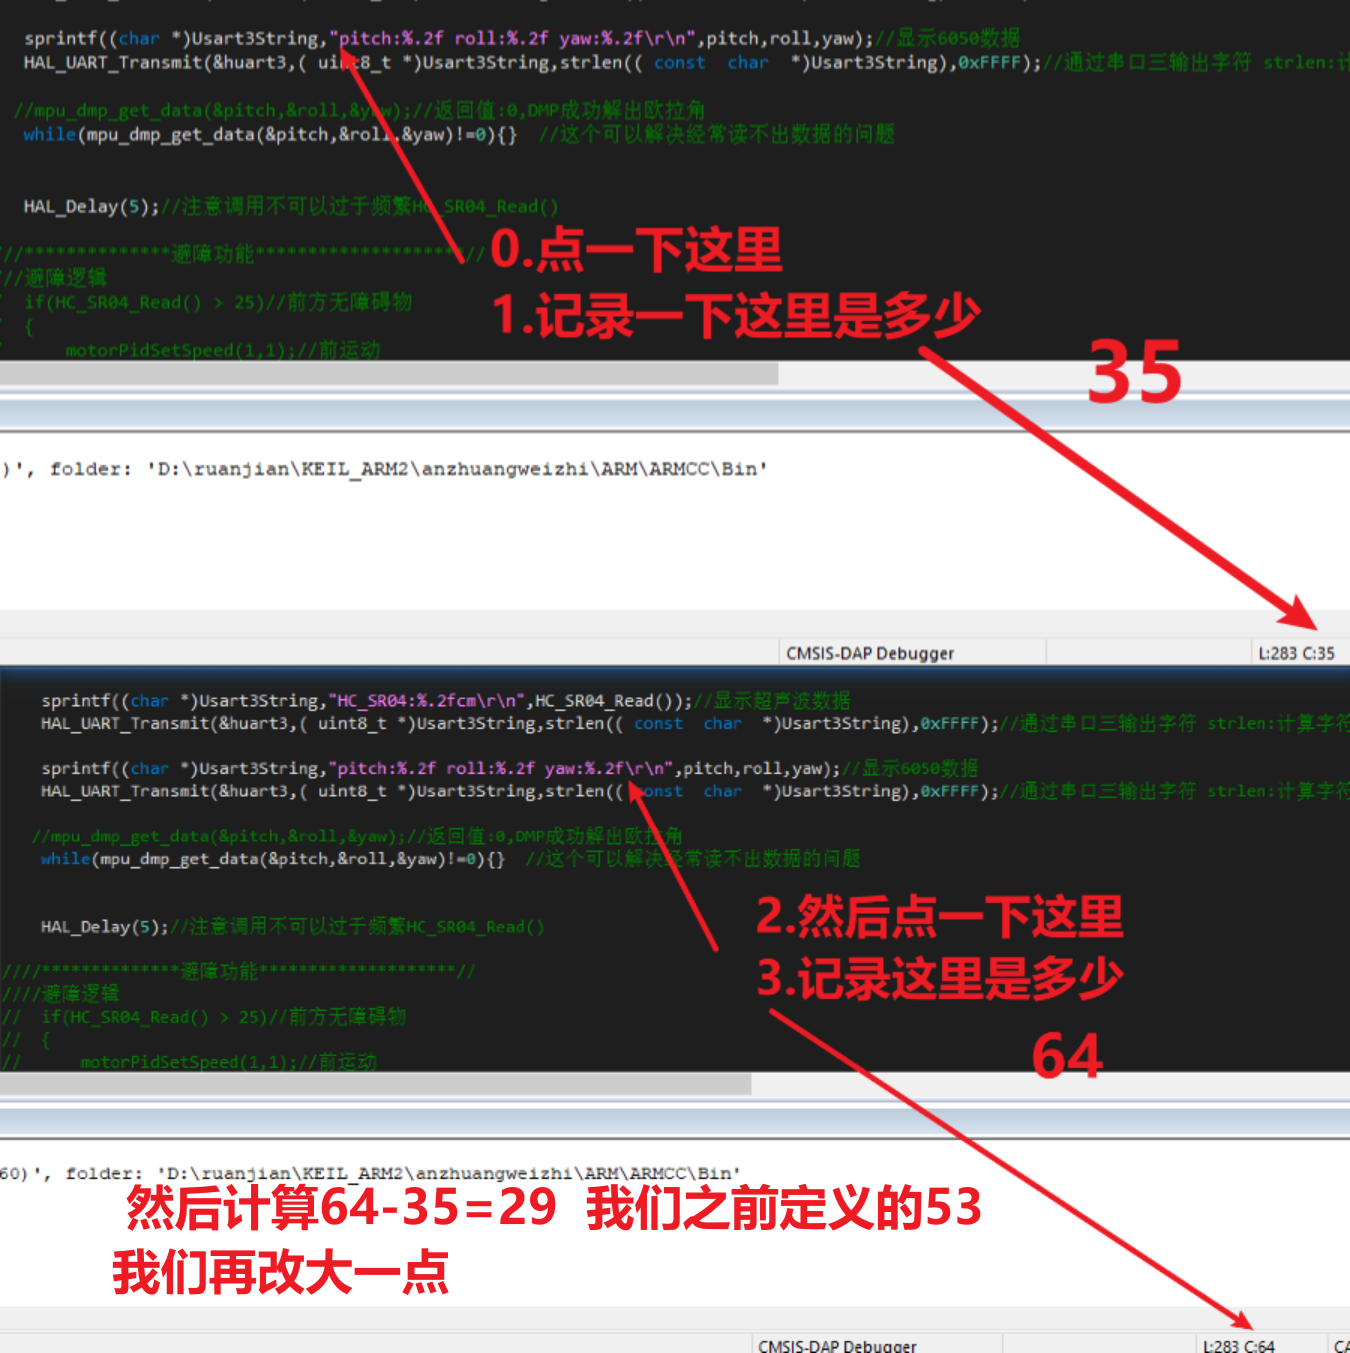 sprintf((char *)Usart3String,"pitch:%.2f roll:%.2f yaw:%.2f\r\n",pitch,roll,yaw);//显示6050数据
HAL_UART_Transmit(&huart3,( uint8_t *)Usart3String,strlen(( const  char  *)Usart3String),0xFFFF);//通过串口三输出字符 strlen:计
//mpu_dmp_get_data(&pitch,&roll,&yaw);//返回值:0,DMP成功解出欧拉角
while(mpu_dmp_get_data(&pitch,&roll,&yaw)!=0){}  //这个可以解决经常读不出数据的问题
HAL_Delay(5);//注意调用不可以过于频繁HC_SR04_Read()
//**************避障功能********************//
//避障逻辑
if(HC_SR04_Read() > 25)//前方无障碍物
{
motorPidSetSpeed(1,1);//前运动
0.点一下这里
1.记录一下这里是多少
35
)', folder: 'D:\ruanjian\KEIL_ARM2\anzhuangweizhi\ARM\ARMCC\Bin'
CMSIS-DAP Debugger
L:283 C:35
sprintf((char *)Usart3String,"HC_SR04:%.2fcm\r\n",HC_SR04_Read());//显示超声波数据
HAL_UART_Transmit(&huart3,( uint8_t *)Usart3String,strlen(( const  char  *)Usart3String),0xFFFF);//通过串口三输出字符 strlen:计算字符
sprintf((char *)Usart3String,"pitch:%.2f roll:%.2f yaw:%.2f\r\n",pitch,roll,yaw);//显示6050数据
HAL_UART_Transmit(&huart3,( uint8_t *)Usart3String,strlen(( const  char  *)Usart3String),0xFFFF);//通过串口三输出字符 strlen:计算字符
//mpu_dmp_get_data(&pitch,&roll,&yaw);//返回值:0,DMP成功解出欧拉角
while(mpu_dmp_get_data(&pitch,&roll,&yaw)!=0){}  //这个可以解决经常读不出数据的问题
HAL_Delay(5);//注意调用不可以过于频繁HC_SR04_Read()
////**************避障功能********************//
////避障逻辑
//  if(HC_SR04_Read() > 25)//前方无障碍物
//  {
//      motorPidSetSpeed(1,1);//前运动
2.然后点一下这里
3.记录这里是多少
64
60)', folder: 'D:\ruanjian\KEIL_ARM2\anzhuangweizhi\ARM\ARMCC\Bin'
然后计算64-35=29 我们之前定义的53
我们再改大一点
CMSIS-DAP Debugger
L:283 C:64
CA